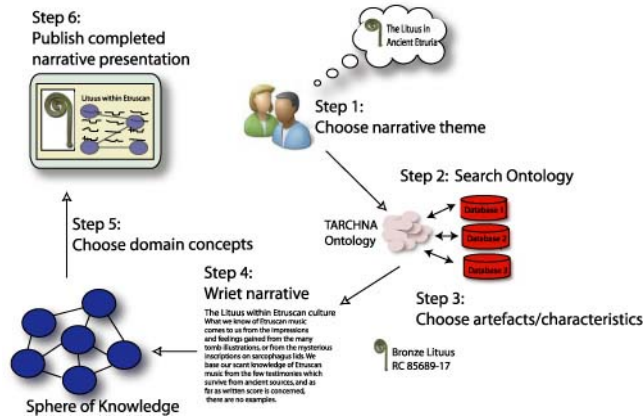 Step 6:
Publish completed
narrative presentation
Lituus within Etruscan
The Lituus in
Ancient Etruria
Step 1:
Choose narrative theme
Step 2: Search Ontology
TARCHNA
Ontology
Database 1
Database 2
Database 3
Step 3:
Choose artefacts/characteristics
Bronze Lituus
RC 85689-17
Step 4:
Wriet narrative
The Lituus within Etruscan culture
What we know of Etruscan music
comes to us from the impressions
and feelings gained from the many
tomb illustrations, or from the mysterious
inscriptions on sarcophagus lids. We
base our scant knowledge of Etruscan
music from the few testimonies which
survive from ancient sources, and as
far as written score is concerned,
there are no examples.
Step 5:
Choose domain concepts
Sphere of Knowledge